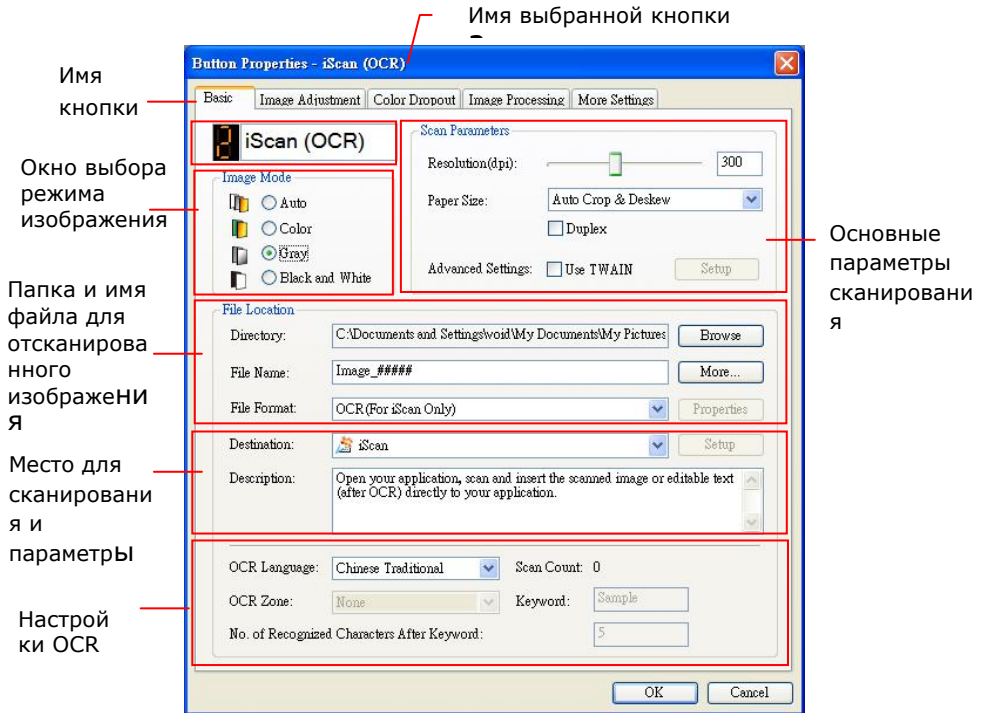 Имя выбранной кнопки
Имя
кнопки
Окно выбора
режима
изображения
Папка и имя
файла для
отсканирова
нного
изображеНИ
Я
Место для
сканировани
я и
параметрЫ
Настрой
ки OCR
Основные
параметры
сканировани
я
Button Properties - iScan (OCR)
Basic Image Adjustment Color Dropout Image Processing More Settings
2 iScan (OCR)
Image Mode
Auto
Color
Gray
Black and White
Scan Parameters
Resolution(dpi): 300
Paper Size: Auto Crop & Deskew
Duplex
Advanced Settings: Use TWAIN Setup
File Location
Directory: C:\Documents and Settings\void\My Documents\My Pictures Browse
File Name: Image_##### More...
File Format: OCR(For iScan Only) Properties
Destination: iScan Setup
Description: Open your application, scan and insert the scanned image or editable text
(after OCR) directly to your application.
OCR Language: Chinese Traditional Scan Count: 0
OCR Zone: None Keyword: Sample
No. of Recognized Characters After Keyword: 5
OK Cancel